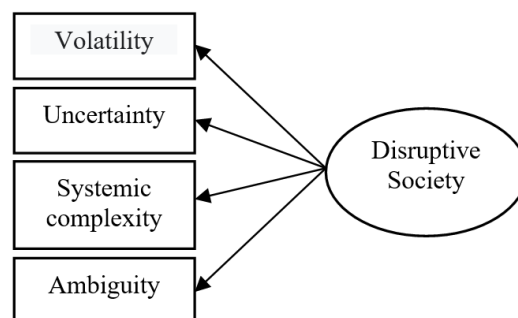 Volatility
Uncertainty
Systemic
complexity
Ambiguity
Disruptive
Society